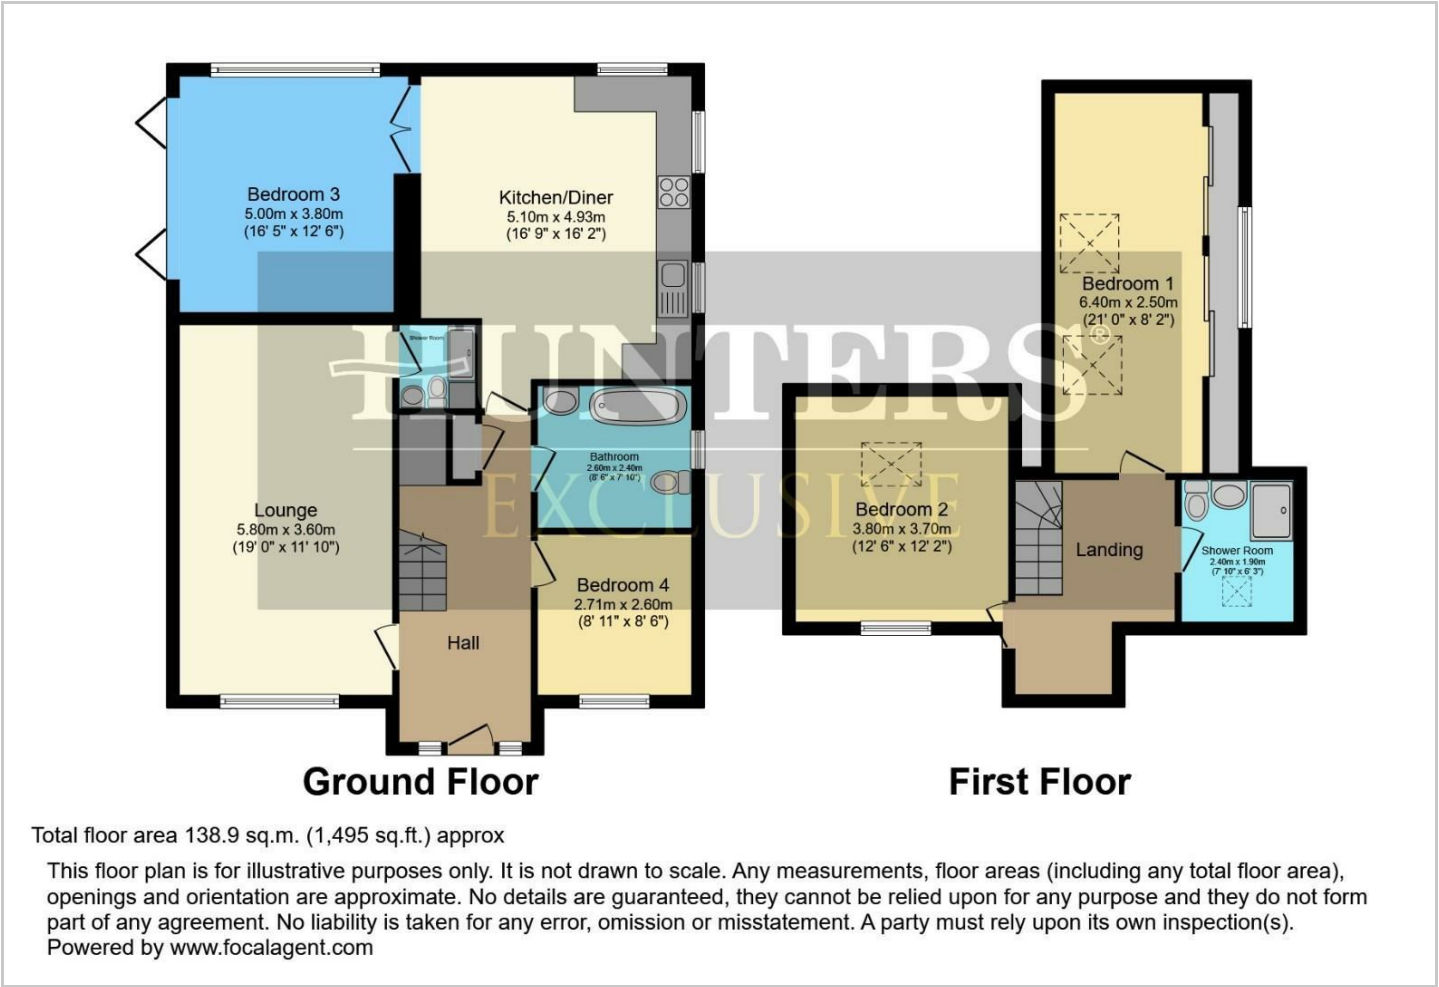 Bedroom 3
5.00m x 3.80m
(16' 5" x 12' 6")
Kitchen/Diner
5.10m x 4.93m
(16' 9" x 16' 2")
Bedroom 1
6.40m x 2.50m
(21' 0" x 8' 2")
Shower Room
HUNTERS®
EXCLUSIVE
Bathroom
2.60m x 2.40m
(8' 6" x 7' 10")
Lounge
5.80m x 3.60m
(19' 0" x 11' 10")
Bedroom 2
3.80m x 3.70m
(12' 6" x 12' 2")
Landing
Shower Room
2.40m x 1.90m
(7' 10" x 6' 3")
Bedroom 4
2.71m x 2.60m
(8' 11" x 8' 6")
Hall
Ground Floor
First Floor
Total floor area 138.9 sq.m. (1,495 sq.ft.) approx
This floor plan is for illustrative purposes only. It is not drawn to scale. Any measurements, floor areas (including any total floor area),
openings and orientation are approximate. No details are guaranteed, they cannot be relied upon for any purpose and they do not form
part of any agreement. No liability is taken for any error, omission or misstatement. A party must rely upon its own inspection(s).
Powered by www.focalagent.com